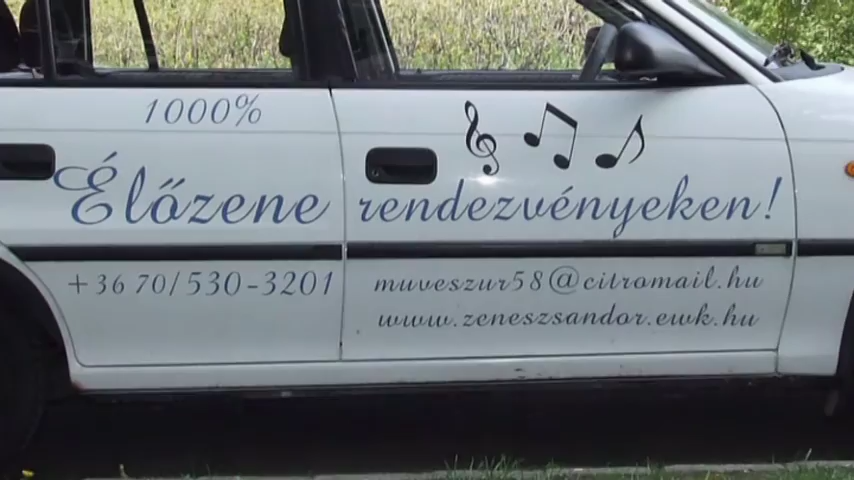 1000%
Élőzene rendezvényeken!
+36 70/530-3201
muveszur58@citromail.hu
www.zeneszsandor.ewk.hu